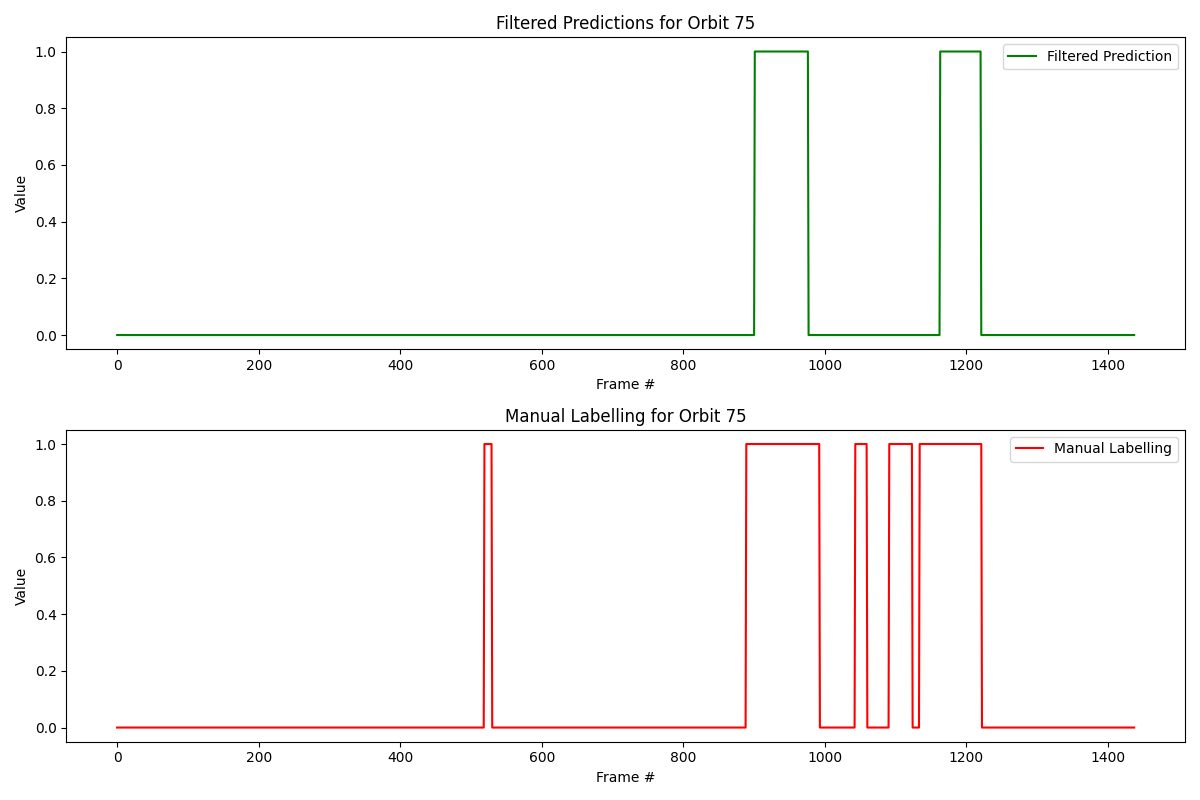 Filtered Predictions for Orbit 75
Filtered Prediction
Value
1.0
0.8
0.6
0.4
0.2
0.0
0 200 400 600 800 1000 1200 1400
Frame #
Manual Labelling for Orbit 75
Manual Labelling
Value
1.0
0.8
0.6
0.4
0.2
0.0
0 200 400 600 800 1000 1200 1400
Frame #